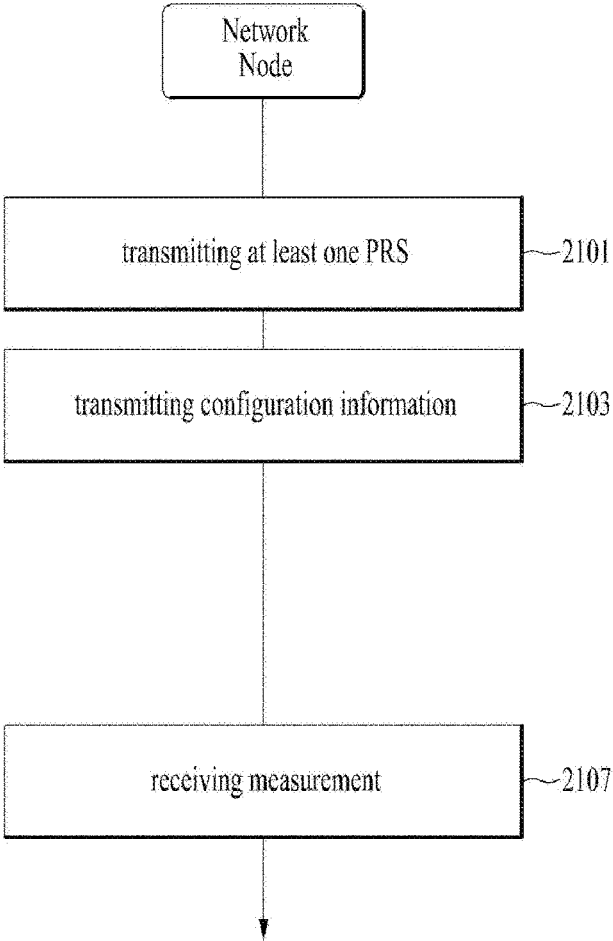 Network
Node
transmitting at least one PRS
2101
transmitting configuration information
2103
receiving measurement
2107